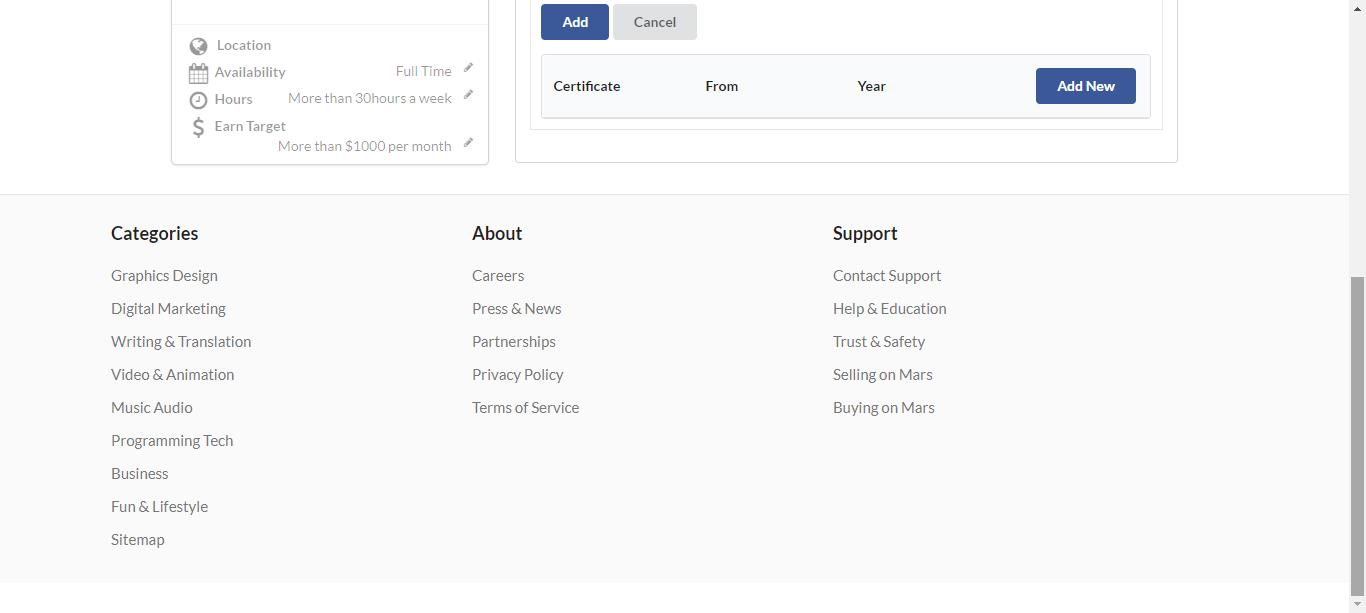 Location
Availability Full Time
Hours More than 30hours a week
Earn Target
More than $1000 per month
Add Cancel
Certificate From Year Add New
Categories
Graphics Design
Digital Marketing
Writing & Translation
Video & Animation
Music Audio
Programming Tech
Business
Fun & Lifestyle
Sitemap
About
Careers
Press & News
Partnerships
Privacy Policy
Terms of Service
Support
Contact Support
Help & Education
Trust & Safety
Selling on Mars
Buying on Mars